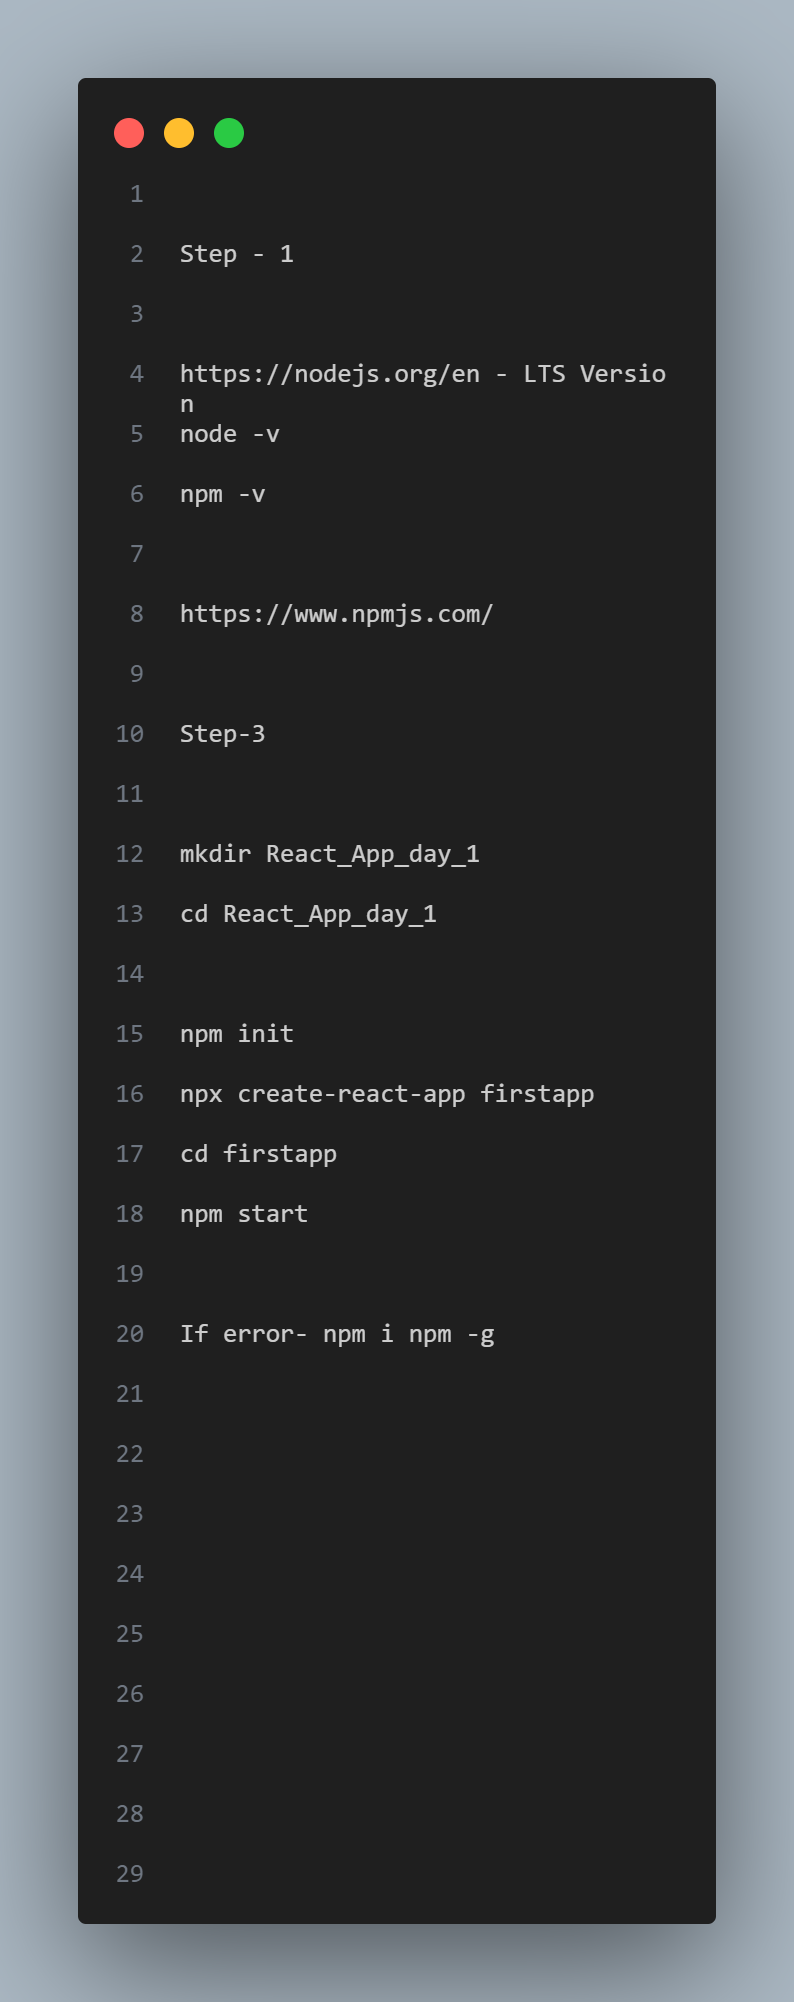 1
2 Step - 1
3
4 https://nodejs.org/en - LTS Versio
n
5 node -v
6 npm -v
7
8 https://www.npmjs.com/
9
10 Step-3
11
12 mkdir React_App_day_1
13 cd React_App_day_1
14
15 npm init
16 npx create-react-app firstapp
17 cd firstapp
18 npm start
19
20 If error- npm i npm -g
21
22
23
24
25
26
27
28
29